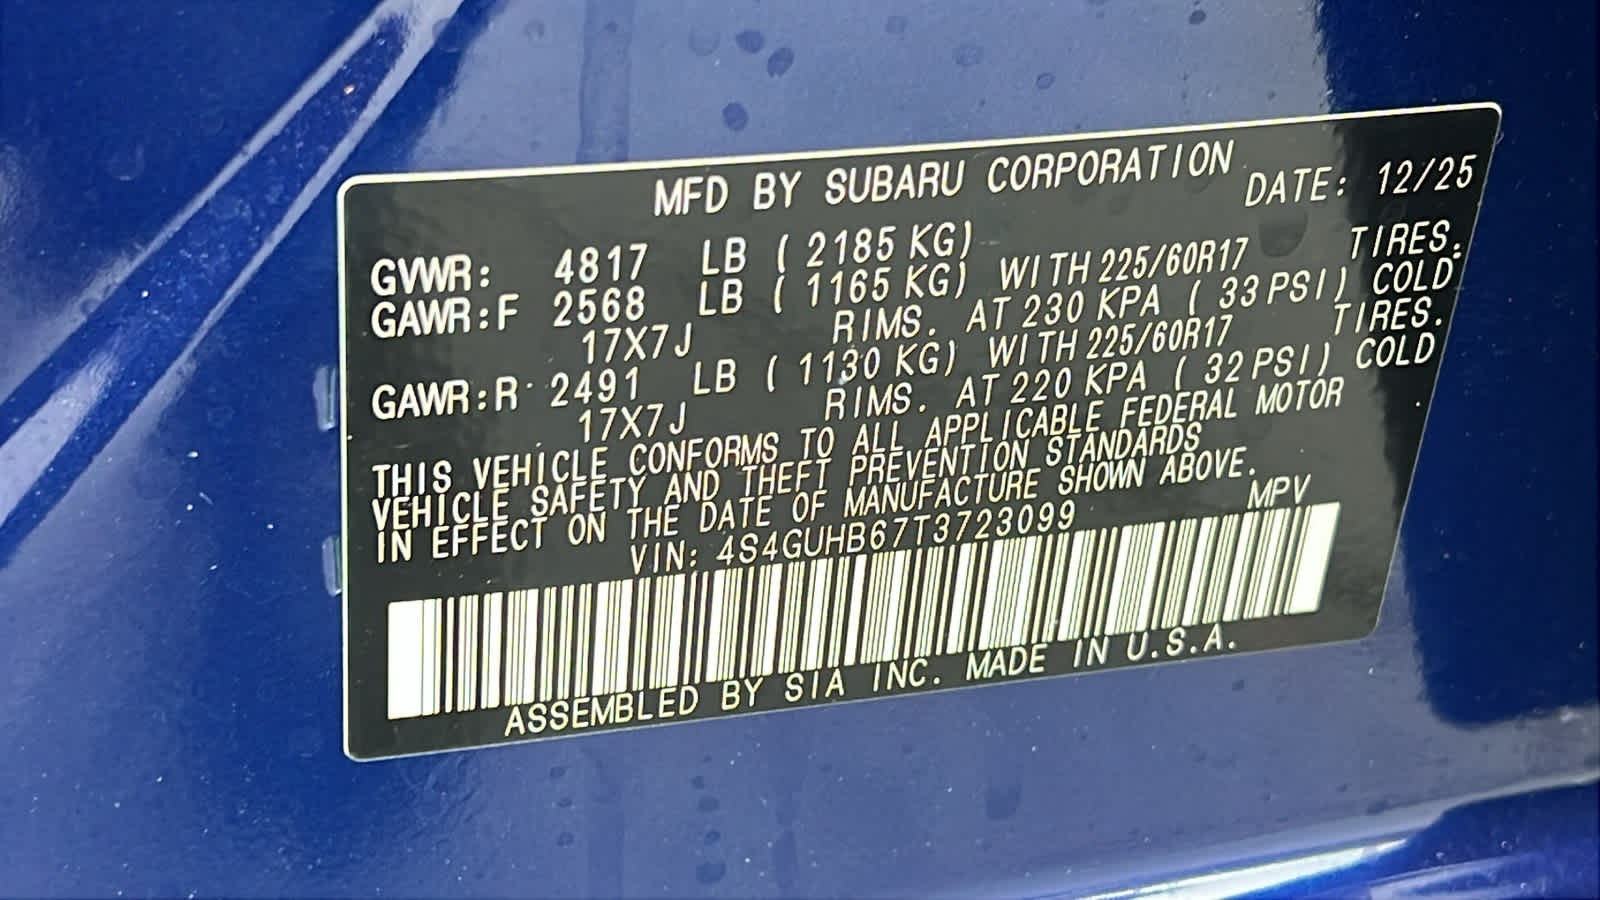 MFD BY SUBARU CORPORATION DATE: 12/25
GVWR: 4817 LB ( 2185 KG)
GAWR:F 2568 LB ( 1165 KG) WITH 225/60R17 TIRES.
17X7J RIMS. AT 230 KPA ( 33 PSI) COLD
GAWR:R 2491 LB ( 1130 KG) WITH 225/60R17 TIRES.
17X7J RIMS. AT 220 KPA ( 32 PSI) COLD
THIS VEHICLE CONFORMS TO ALL APPLICABLE FEDERAL MOTOR
VEHICLE SAFETY AND THEFT PREVENTION STANDARDS
IN EFFECT ON THE DATE OF MANUFACTURE SHOWN ABOVE.
VIN: 4S4GUHB67T3723099 MPV
ASSEMBLED BY SIA INC. MADE IN U.S.A.